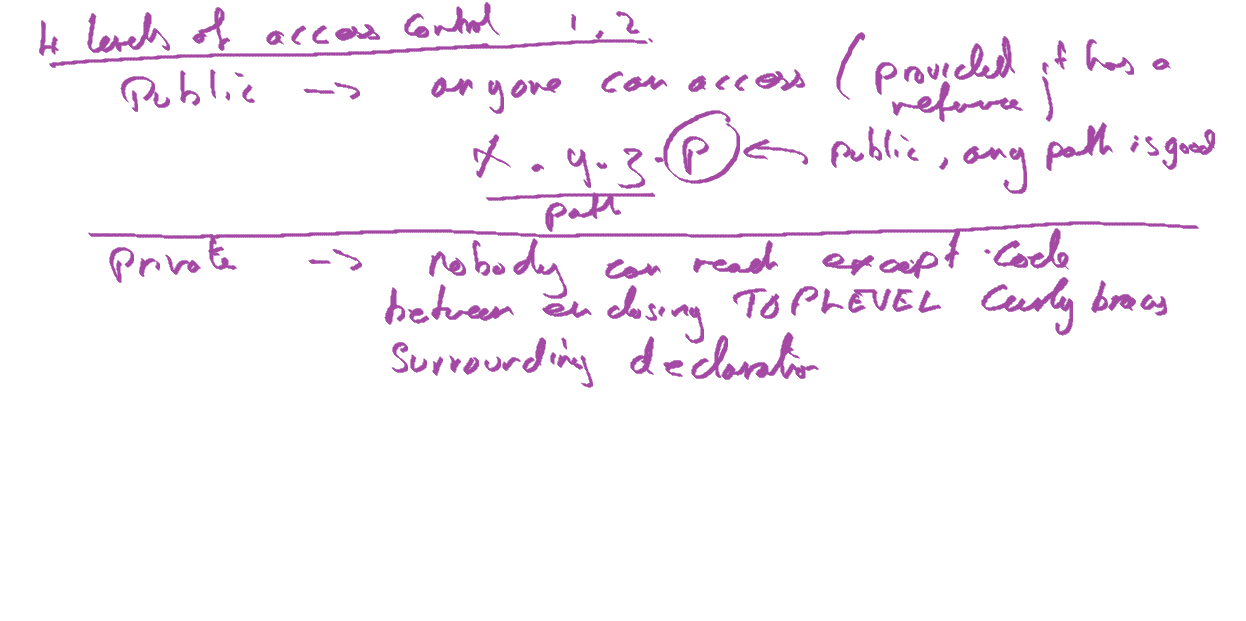 4 levels of access control 1, 2
Public → anyone can access (provided it has a
reference)
x . y . z . P ← public, any path is good
path
Private → nobody can read except code
between enclosing TOPLEVEL Curly braces
Surrounding declaration